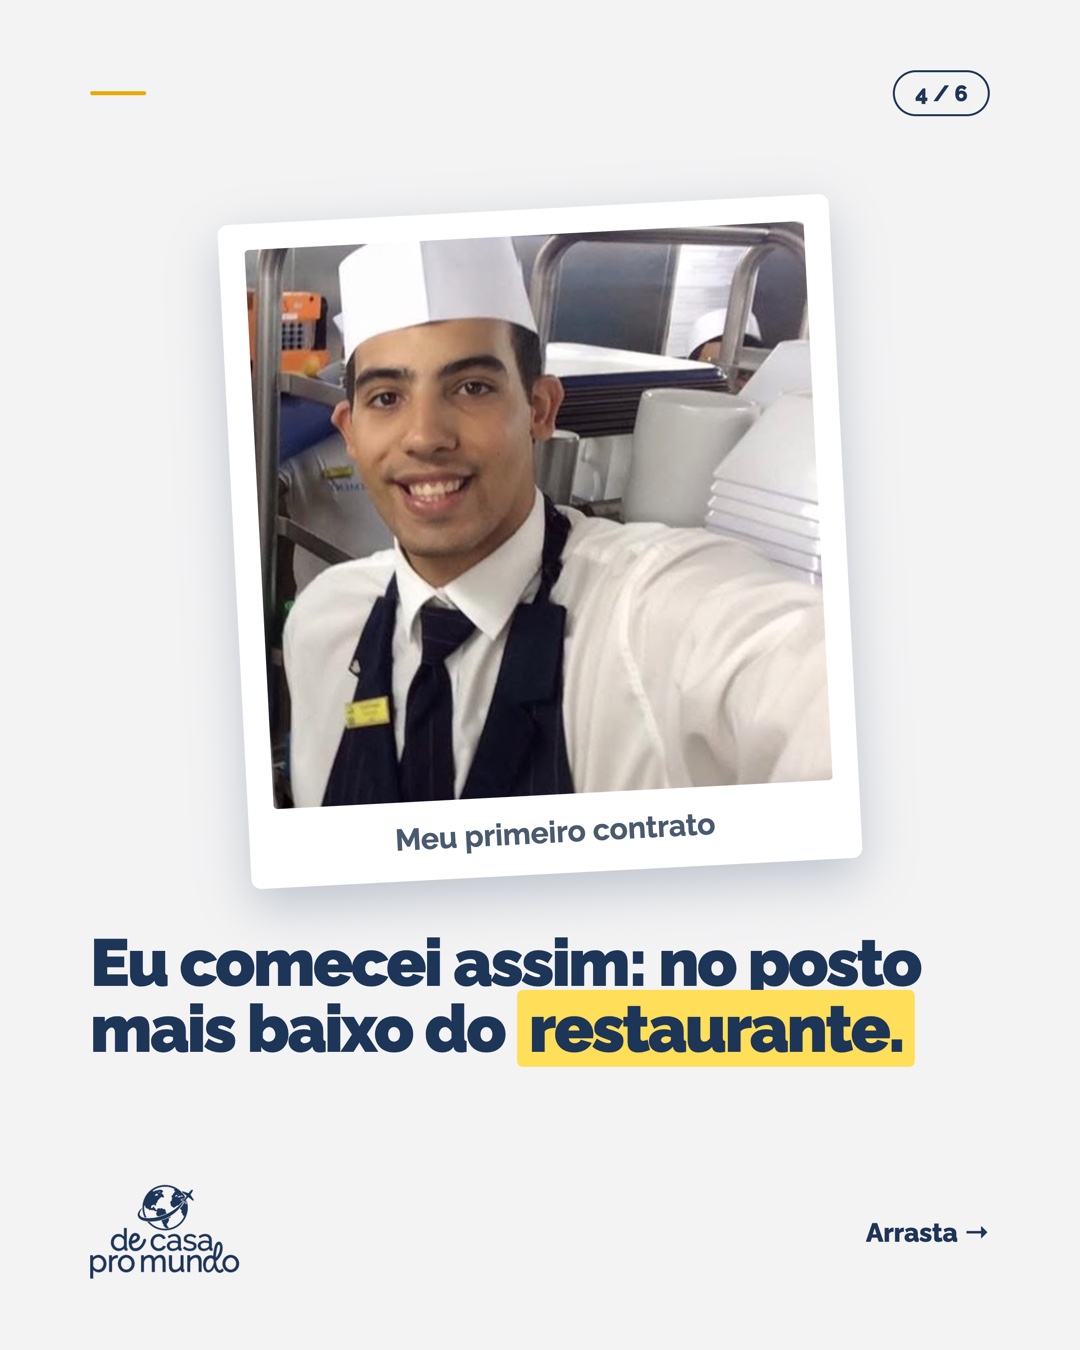 4 / 6
Meu primeiro contrato
Eu comecei assim: no posto
mais baixo do restaurante.
de casa
pro mundo
Arrasta →